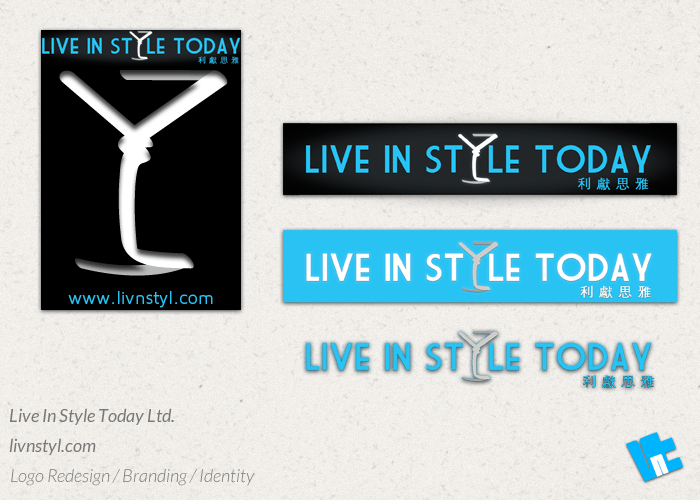 LIVE IN STYLE TODAY
利獻思雅
www.livnstyl.com
LIVE IN STYLE TODAY
利獻思雅
LIVE IN STYLE TODAY
利獻思雅
LIVE IN STYLE TODAY
利獻思雅
Live In Style Today Ltd.
livnstyl.com
Logo Redesign / Branding / Identity